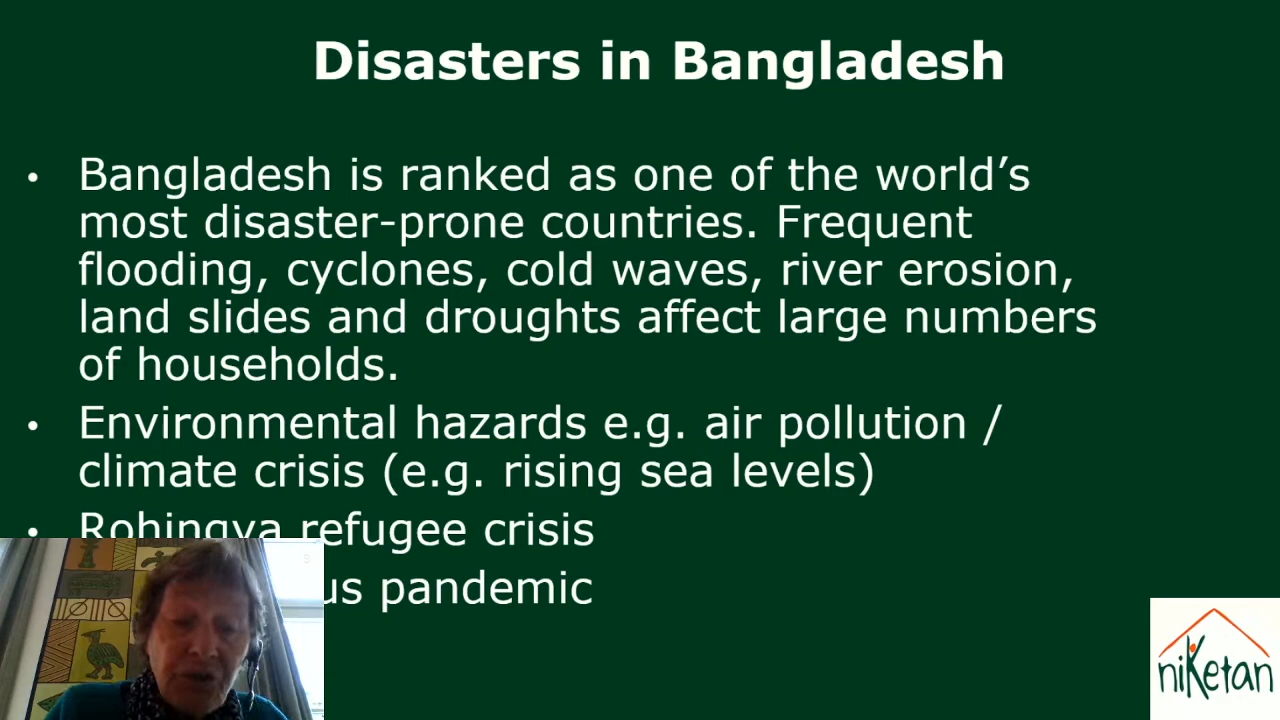 Disasters in Bangladesh
• Bangladesh is ranked as one of the world’s
most disaster-prone countries. Frequent
flooding, cyclones, cold waves, river erosion,
land slides and droughts affect large numbers
of households.
• Environmental hazards e.g. air pollution /
climate crisis (e.g. rising sea levels)
• Rohingya refugee crisis
us pandemic
niketan